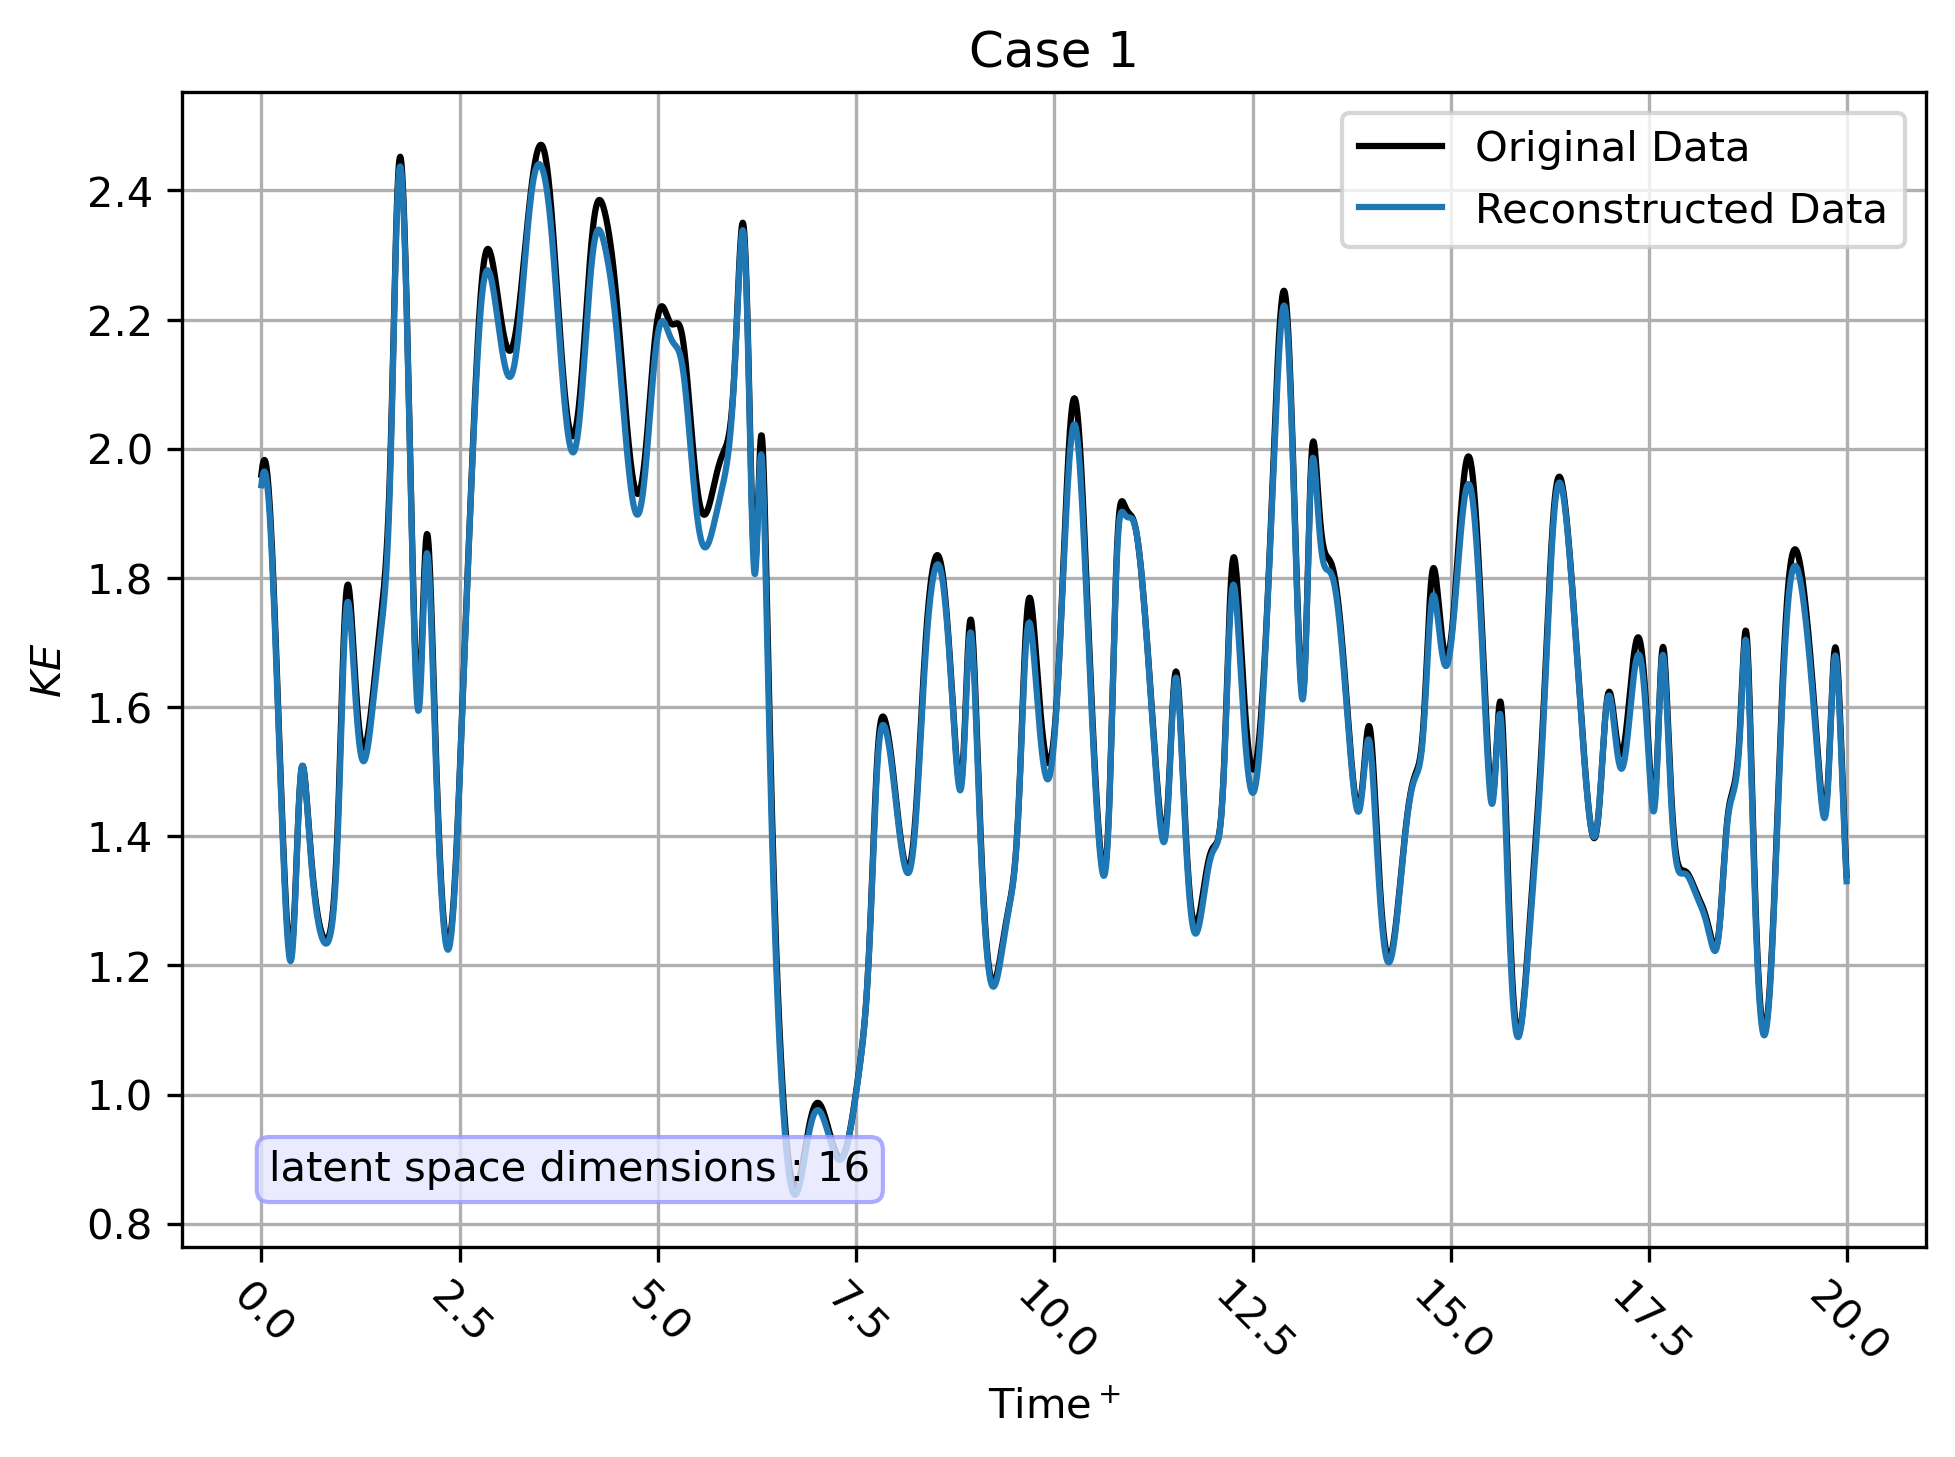 Case 1
Original Data
Reconstructed Data
KE
2.4
2.2
2.0
1.8
1.6
1.4
1.2
1.0
0.8
latent space dimensions : 16
0.0 2.5 5.0 7.5 10.0 12.5 15.0 17.5 20.0
Time⁺